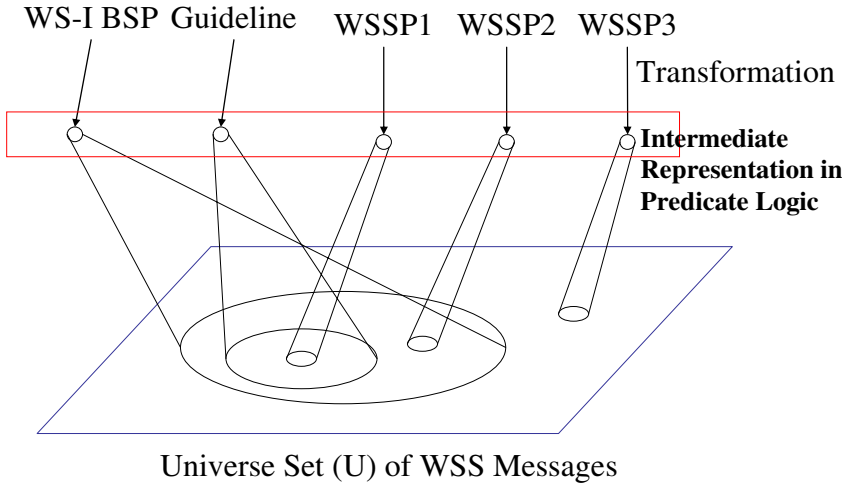 WS-I BSP Guideline WSSP1 WSSP2 WSSP3
Transformation
Intermediate
Representation in
Predicate Logic
Universe Set (U) of WSS Messages